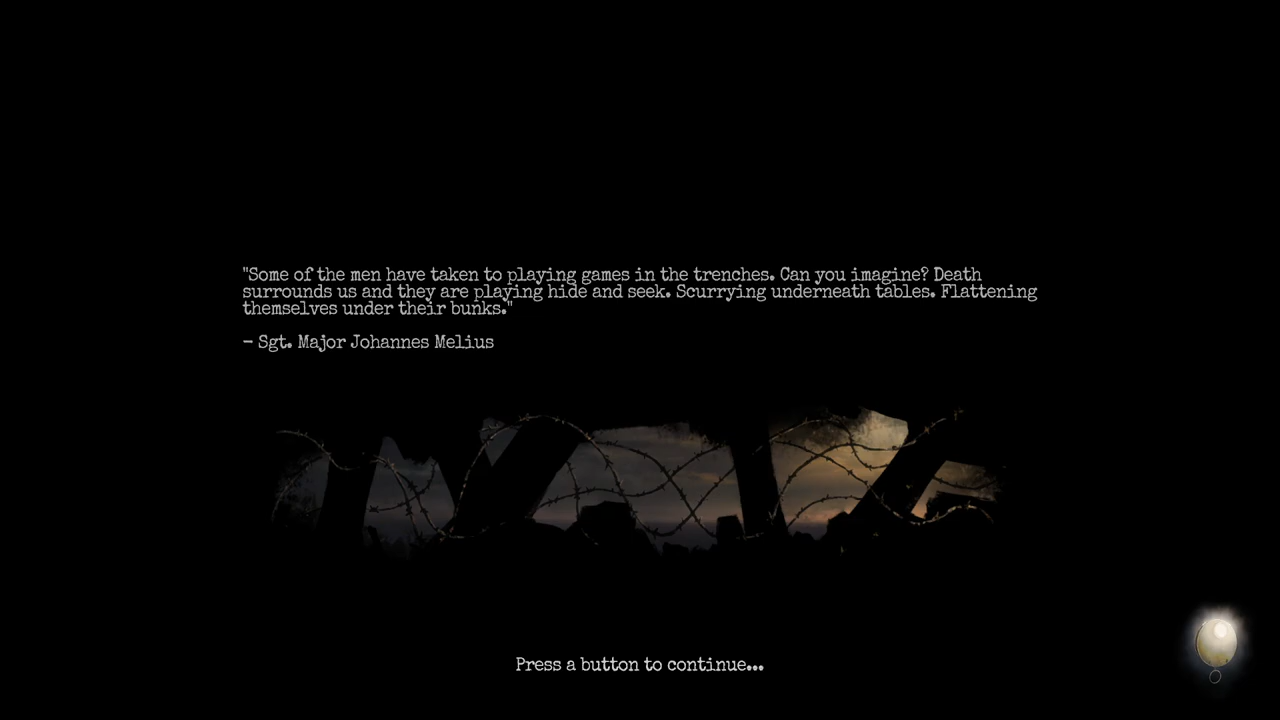 "Some of the men have taken to playing games in the trenches. Can you imagine? Death
surrounds us and they are playing hide and seek. Scurrying underneath tables. Flattening
themselves under their bunks."
- Sgt. Major Johannes Melius
Press a button to continue...